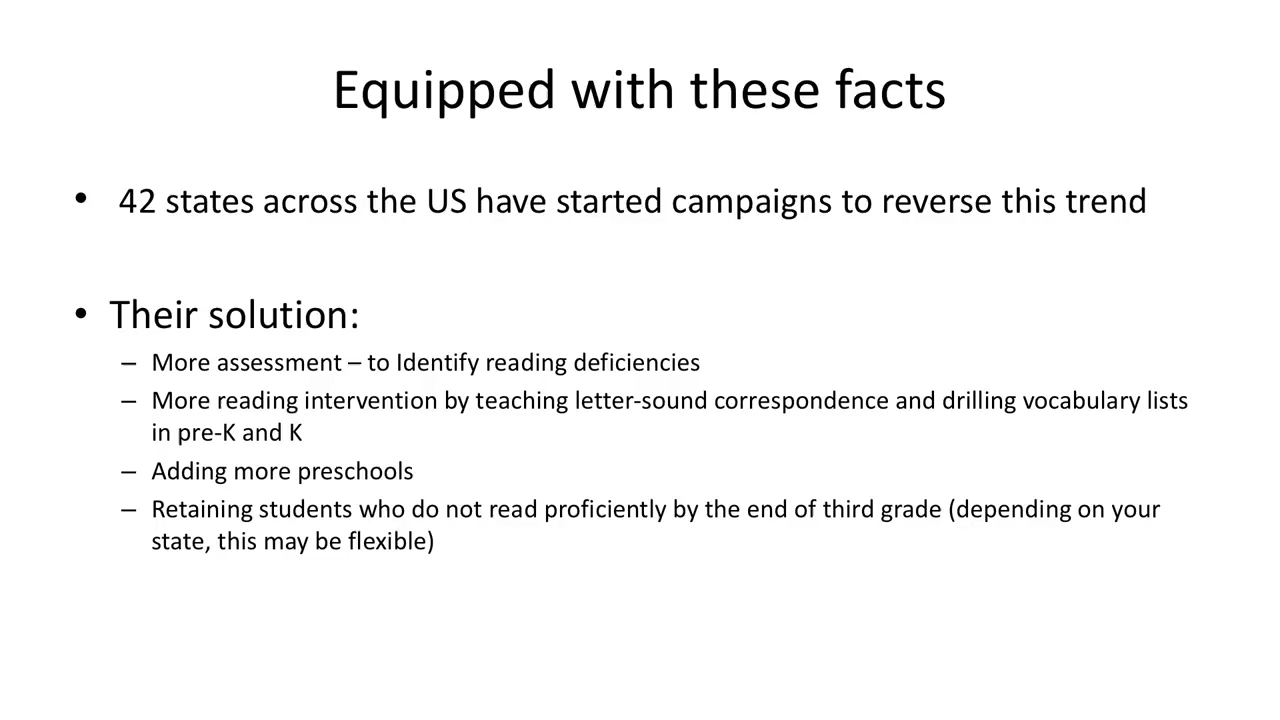 Equipped with these facts
• 42 states across the US have started campaigns to reverse this trend
• Their solution:
– More assessment – to Identify reading deficiencies
– More reading intervention by teaching letter-sound correspondence and drilling vocabulary lists
in pre-K and K
– Adding more preschools
– Retaining students who do not read proficiently by the end of third grade (depending on your
state, this may be flexible)